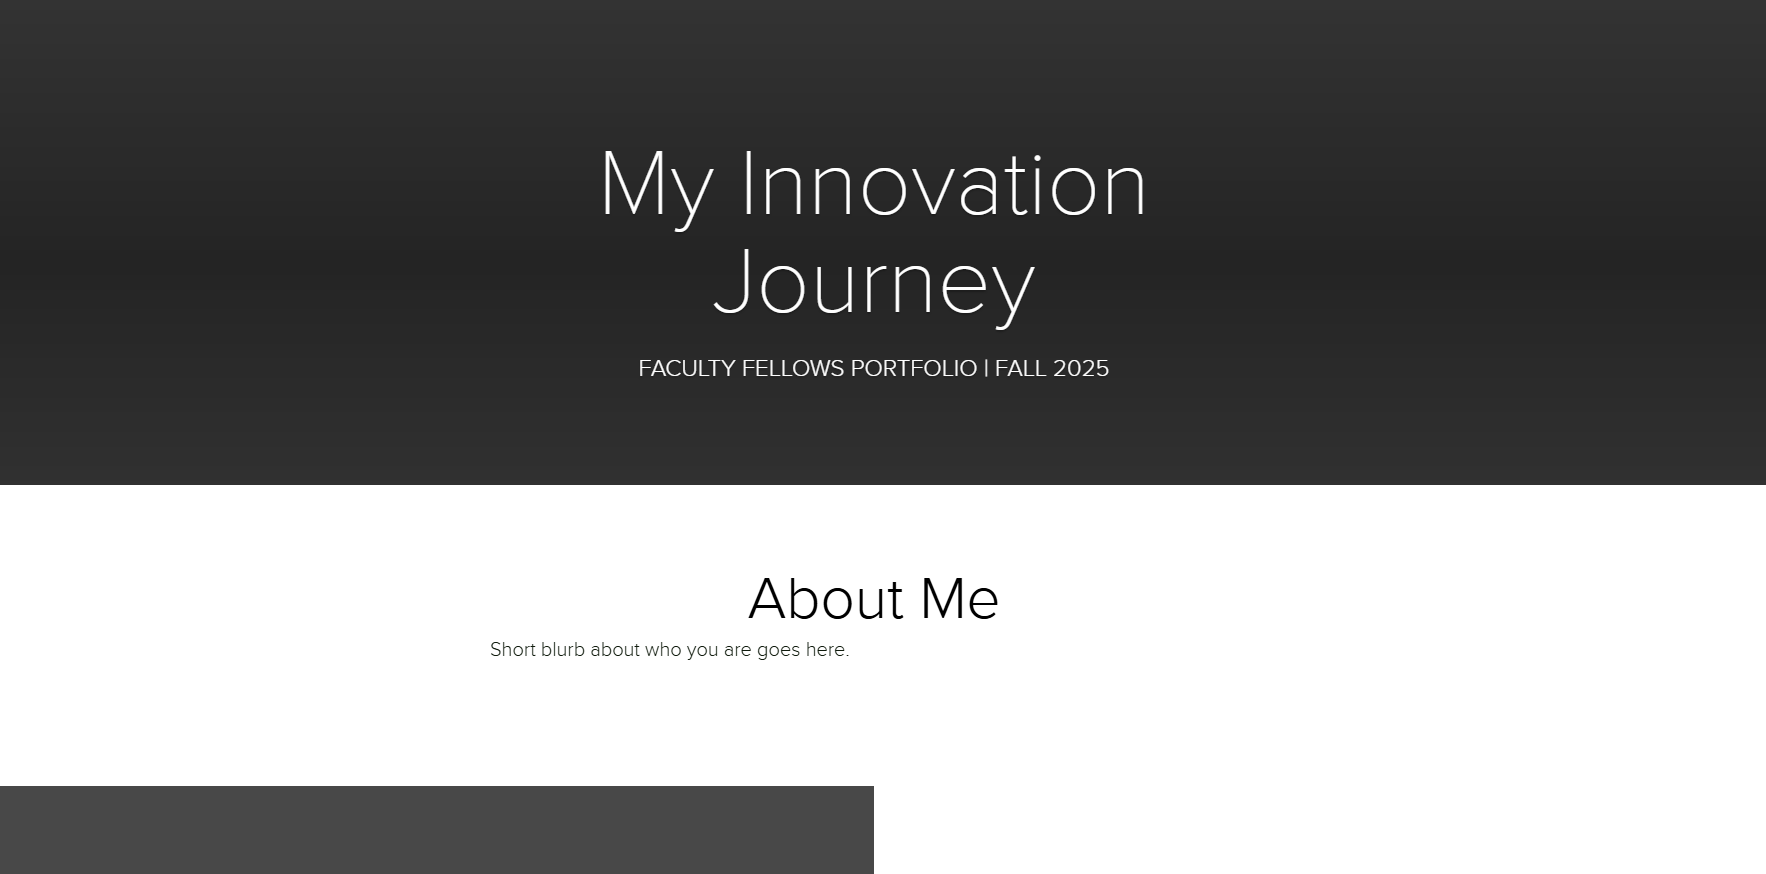 My Innovation
Journey
FACULTY FELLOWS PORTFOLIO | FALL 2025
About Me
Short blurb about who you are goes here.